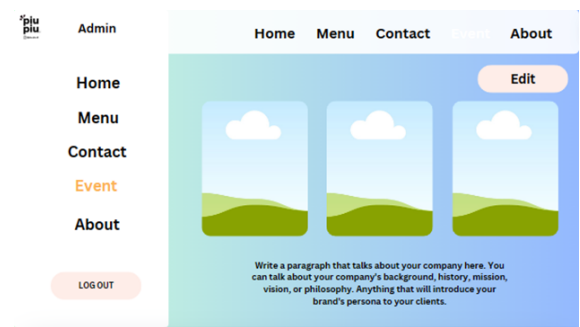 piu
piu
Admin
Home
Menu
Contact
Event
About
LOG OUT
Home Menu Contact Event About
Edit
Write a paragraph that talks about your company here. You
can talk about your company's background, history, mission,
vision, or philosophy. Anything that will introduce your
brand's persona to your clients.